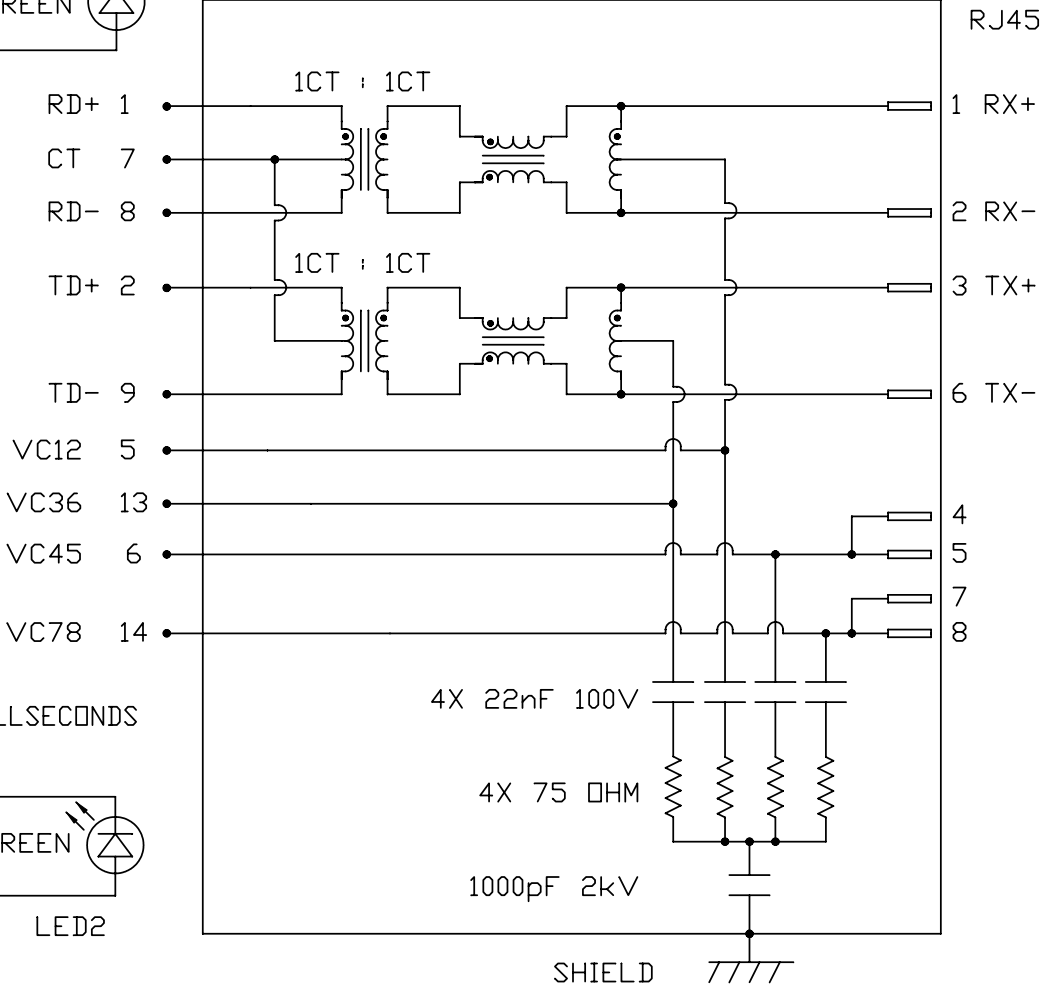 REEN
RJ45
1CT : 1CT
RD+ 1
1 RX+
CT 7
RD- 8
2 RX-
1CT : 1CT
TD+ 2
3 TX+
TD- 9
6 TX-
VC12 5
VC36 13
4
VC45 6
5
7
VC78 14
8
4X 22nF 100V
LLSECONDS
4X 75 OHM
REEN
1000pF 2kV
LED2
SHIELD